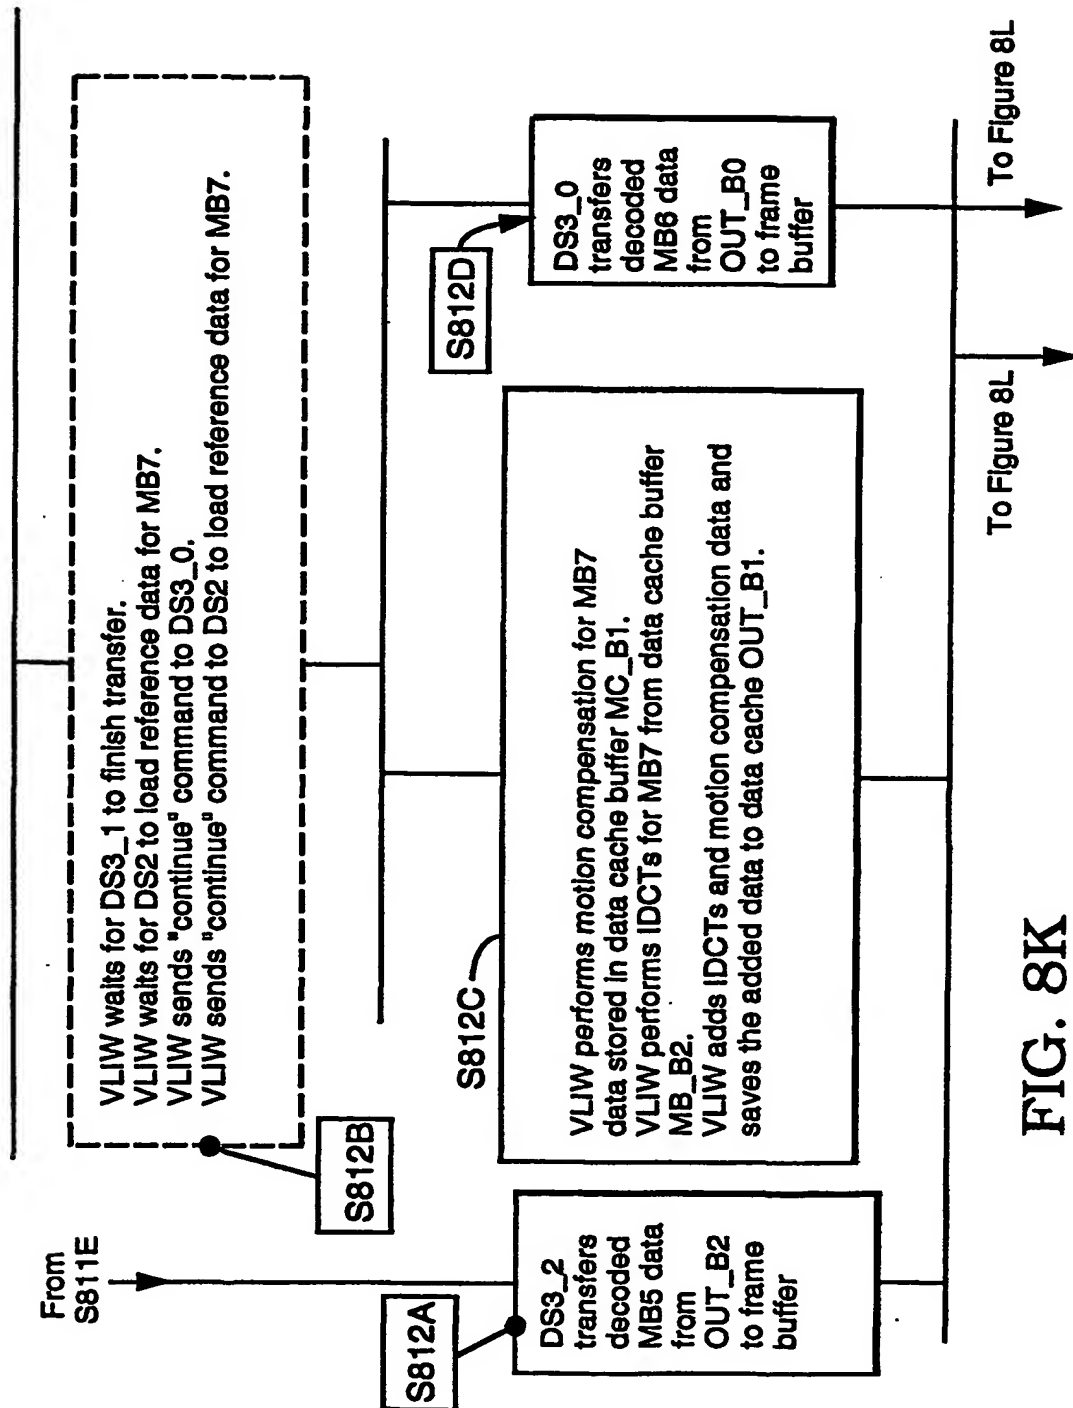 VLIW waits for DS3_1 to finish transfer.
VLIW waits for DS2 to load reference data for MB7.
VLIW sends "continue" command to DS3_0.
VLIW sends "continue" command to DS2 to load reference data for MB7.
S812B
From
S811E
S812A
DS3_2
transfers
decoded
MB5 data
from
OUT_B2
to frame
buffer
S812C
VLIW performs motion compensation for MB7
data stored in data cache buffer MC_B1.
VLIW performs IDCTs for MB7 from data cache buffer
MB_B2.
VLIW adds IDCTs and motion compensation data and
saves the added data to data cache OUT_B1.
S812D
DS3_0
transfers
decoded
MB6 data
from
OUT_B0
to frame
buffer
To Figure 8L
To Figure 8L
FIG. 8K